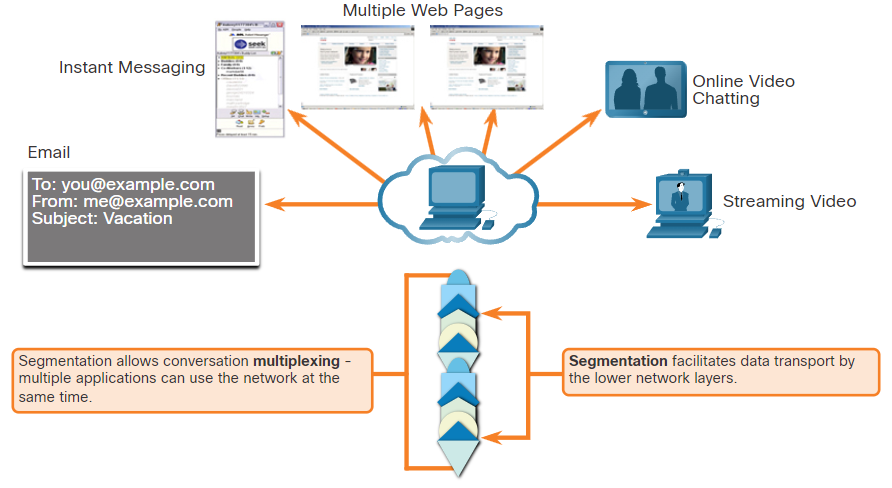 Multiple Web Pages
Instant Messaging
seek
Online Video
Chatting
Email
To: you@example.com
From: me@example.com
Subject: Vacation
Streaming Video
Segmentation allows conversation multiplexing -
multiple applications can use the network at the
same time.
Segmentation facilitates data transport by
the lower network layers.